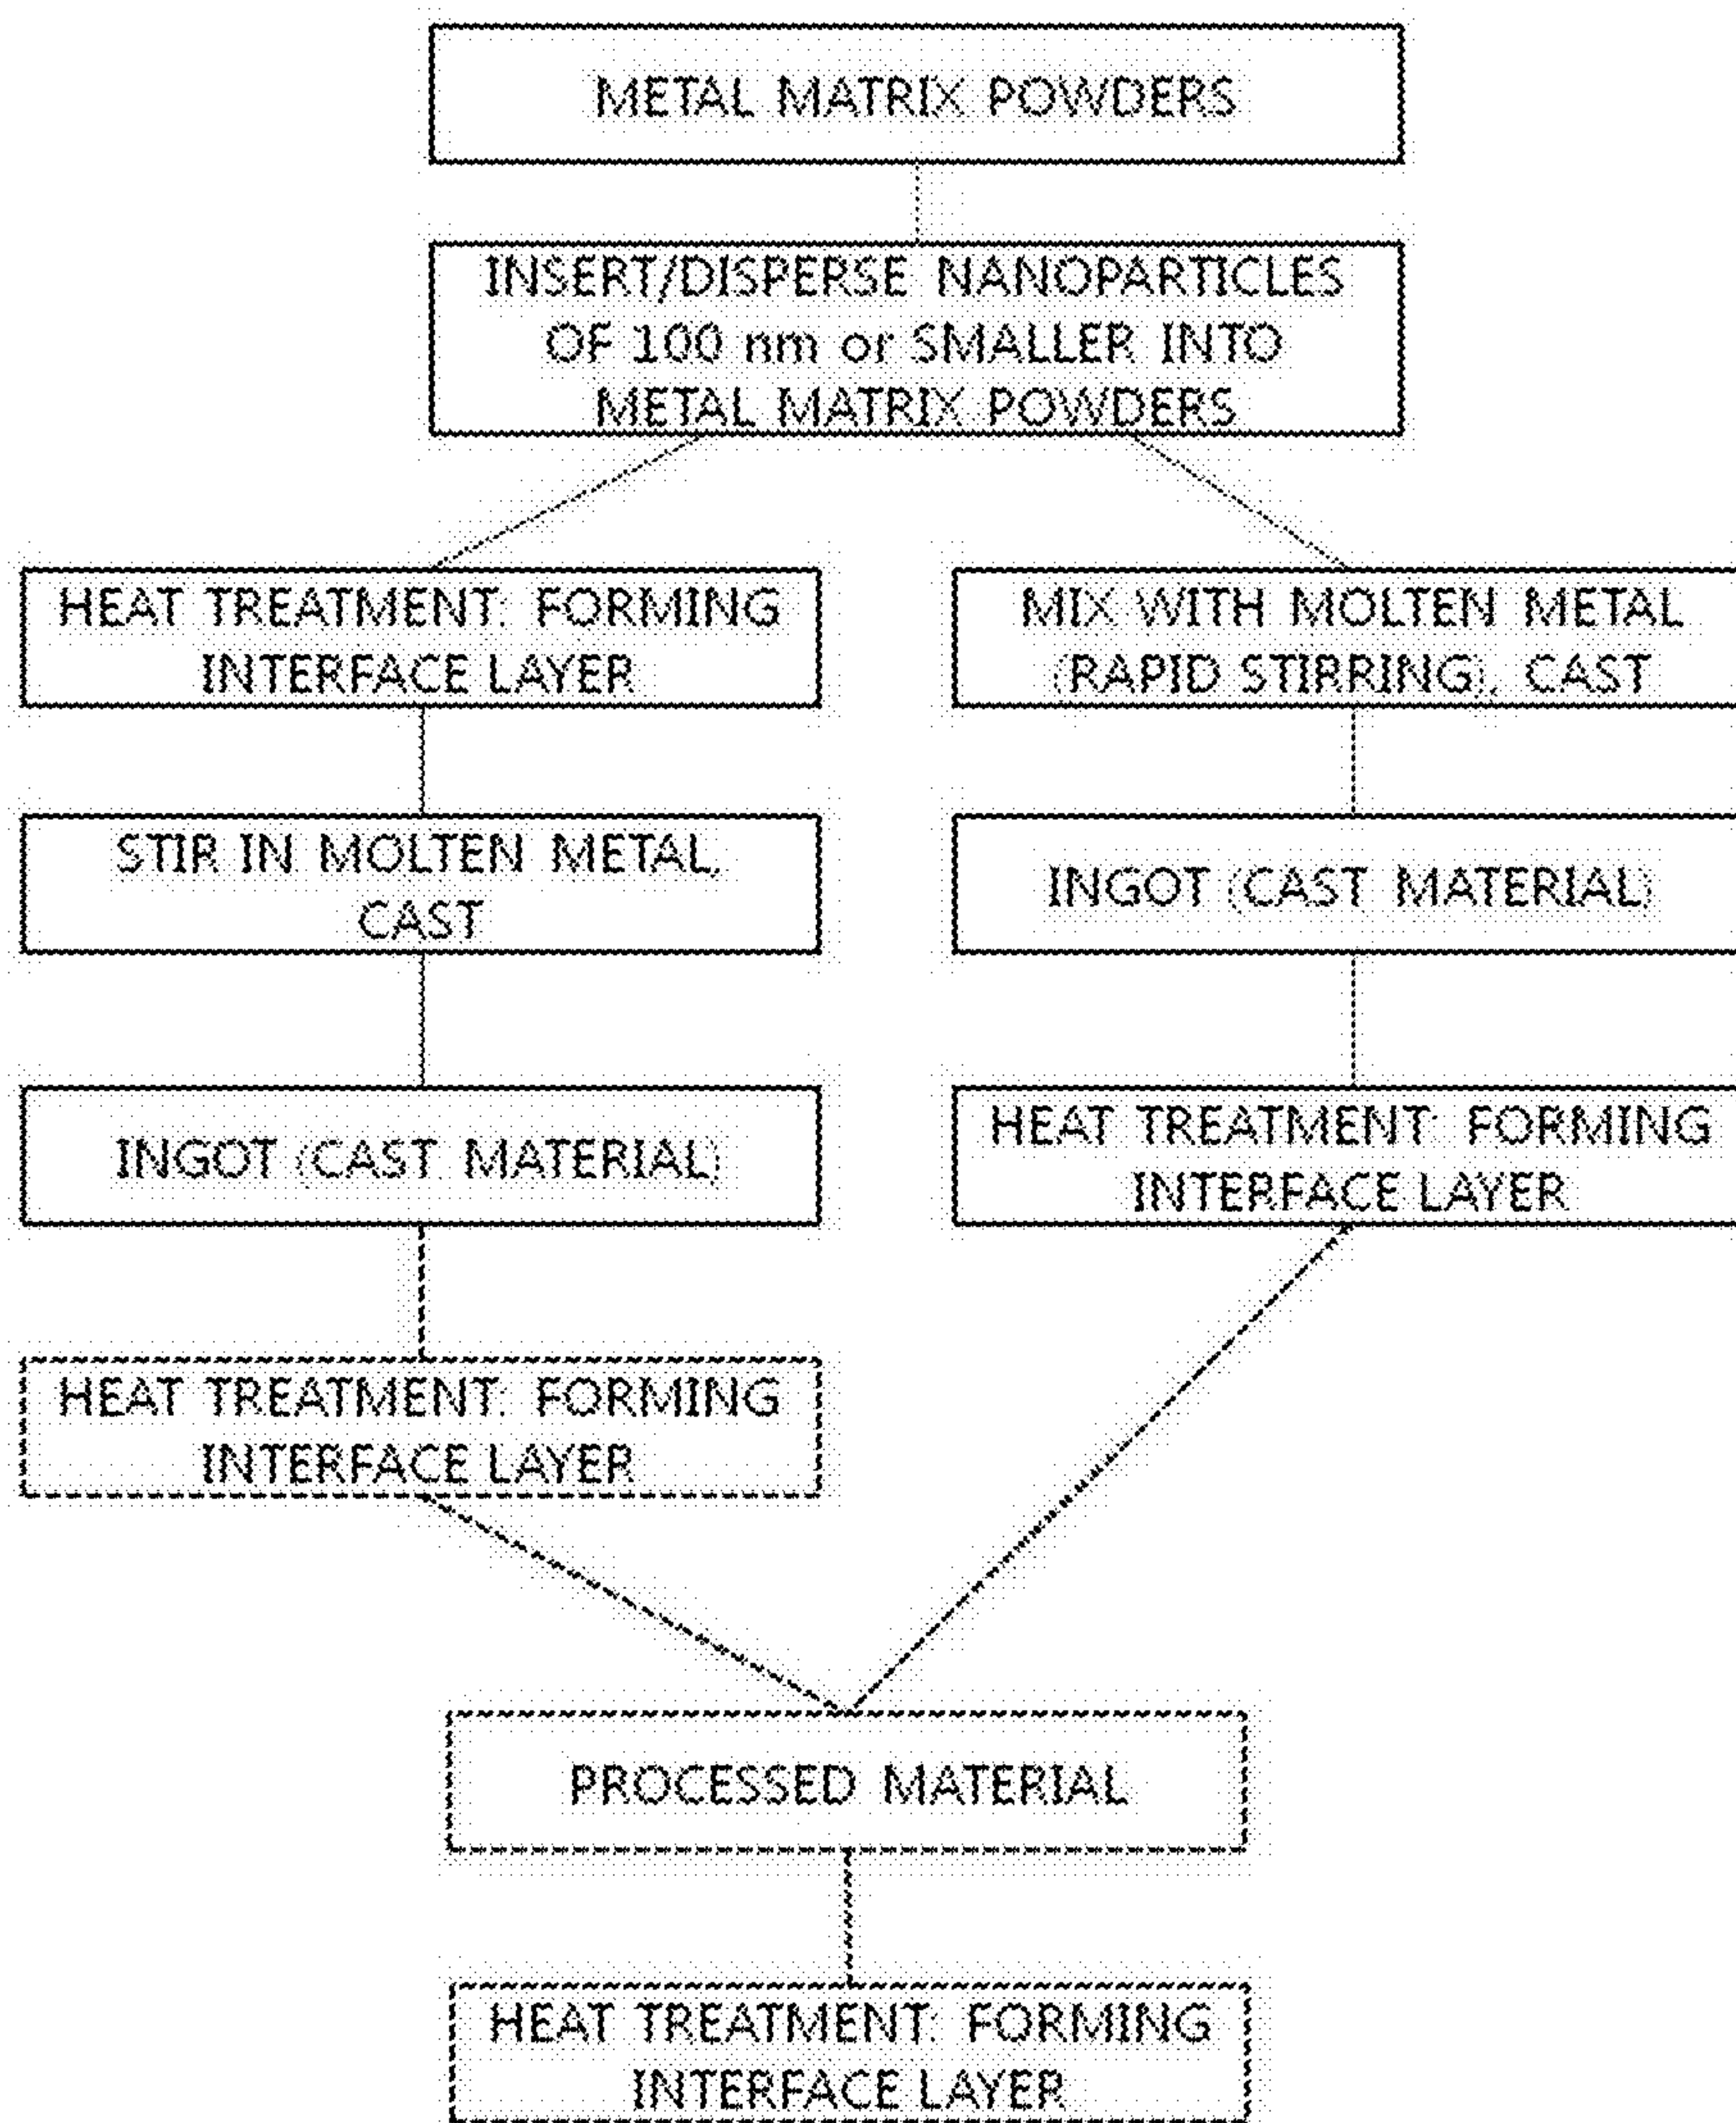 METAL MATRIX POWDERS
INSERT/DISPERSE NANOPARTICLES
OF 100 nm or SMALLER INTO
METAL MATRIX POWDERS
HEAT TREATMENT: FORMING
INTERFACE LAYER
MIX WITH MOLTEN METAL
(RAPID STIRRING), CAST
STIR IN MOLTEN METAL,
CAST
INGOT (CAST MATERIAL)
INGOT (CAST MATERIAL)
HEAT TREATMENT: FORMING
INTERFACE LAYER
HEAT TREATMENT: FORMING
INTERFACE LAYER
PROCESSED MATERIAL
HEAT TREATMENT: FORMING
INTERFACE LAYER